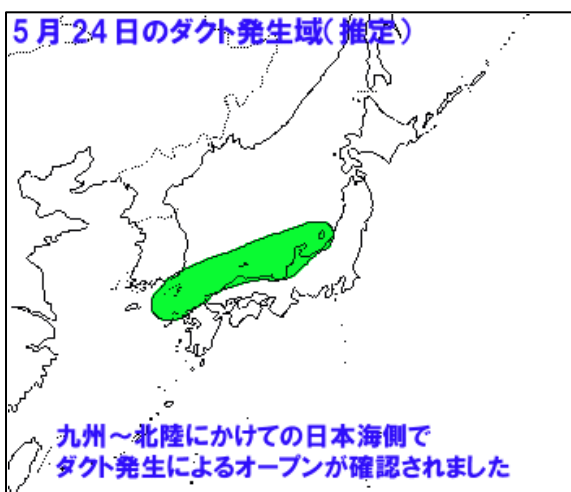 5月24日のダクト発生域(推定)
九州～北陸にかけての日本海側で
ダクト発生によるオープンが確認されました